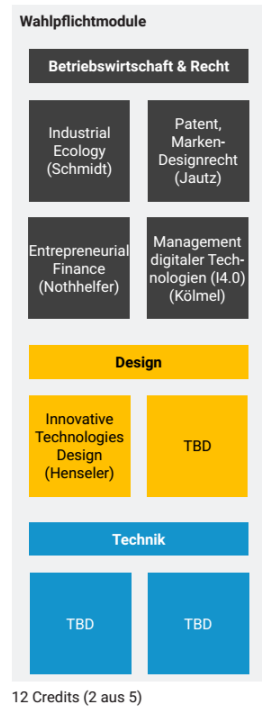 Wahlpflichtmodule
Betriebswirtschaft & Recht
Industrial
Ecology
(Schmidt)
Patent,
Marken-
Designrecht
(Jautz)
Entrepreneurial
Finance
(Nothhelfer)
Management
digitaler Tech-
nologien (I4.0)
(Kölmel)
Design
Innovative
Technologies
Design
(Henseler)
TBD
Technik
TBD
TBD
12 Credits (2 aus 5)